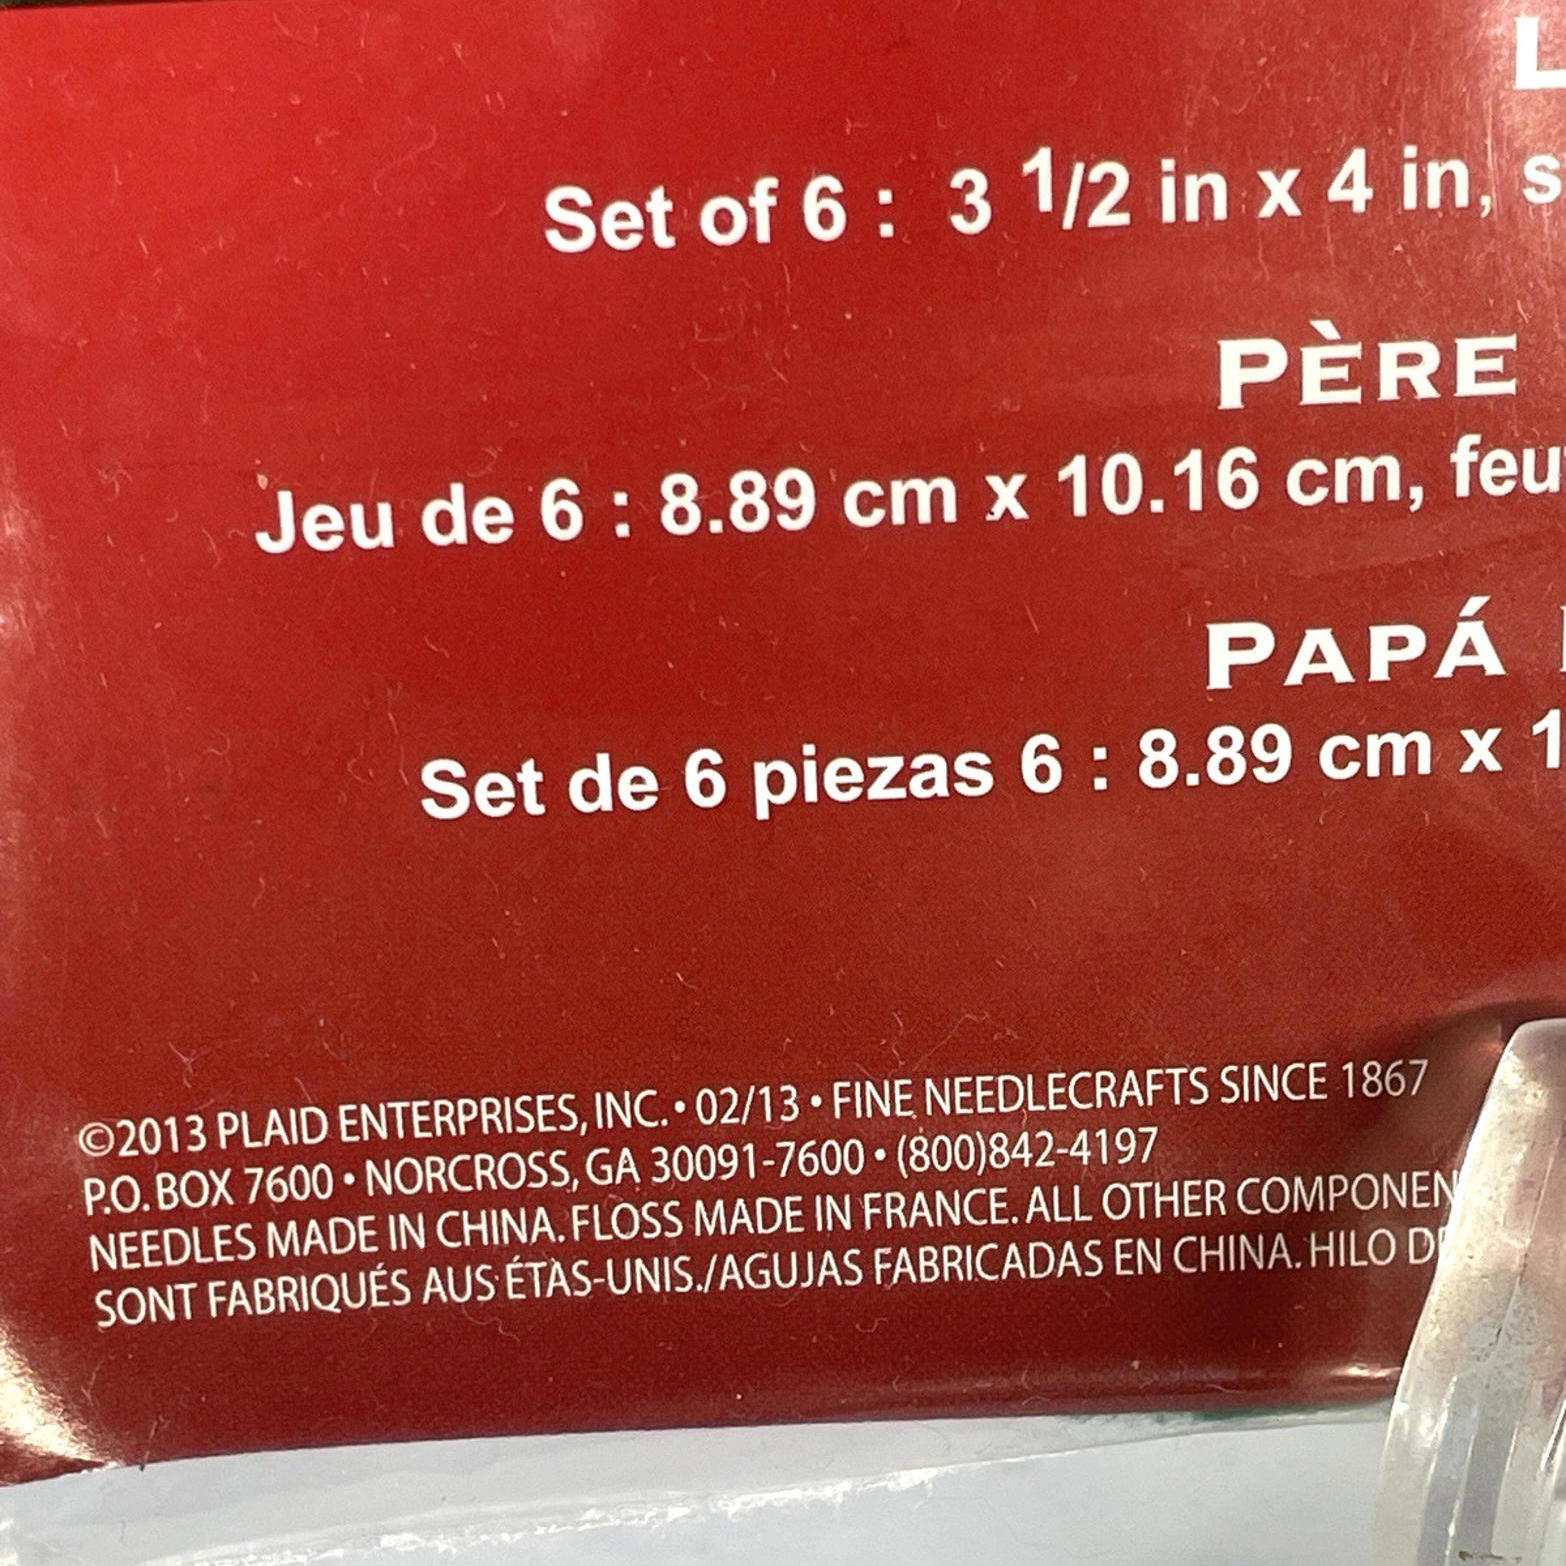 Set of 6 : 3 1/2 in x 4 in, s
PÈRE
Jeu de 6 : 8.89 cm x 10.16 cm, feu
PAPÁ
Set de 6 piezas 6 : 8.89 cm x 1
©2013 PLAID ENTERPRISES, INC. • 02/13 • FINE NEEDLECRAFTS SINCE 1867
P.O. BOX 7600 • NORCROSS, GA 30091-7600 • (800)842-4197
NEEDLES MADE IN CHINA. FLOSS MADE IN FRANCE. ALL OTHER COMPONEN
SONT FABRIQUÉS AUS ÉTAS-UNIS./AGUJAS FABRICADAS EN CHINA. HILO D